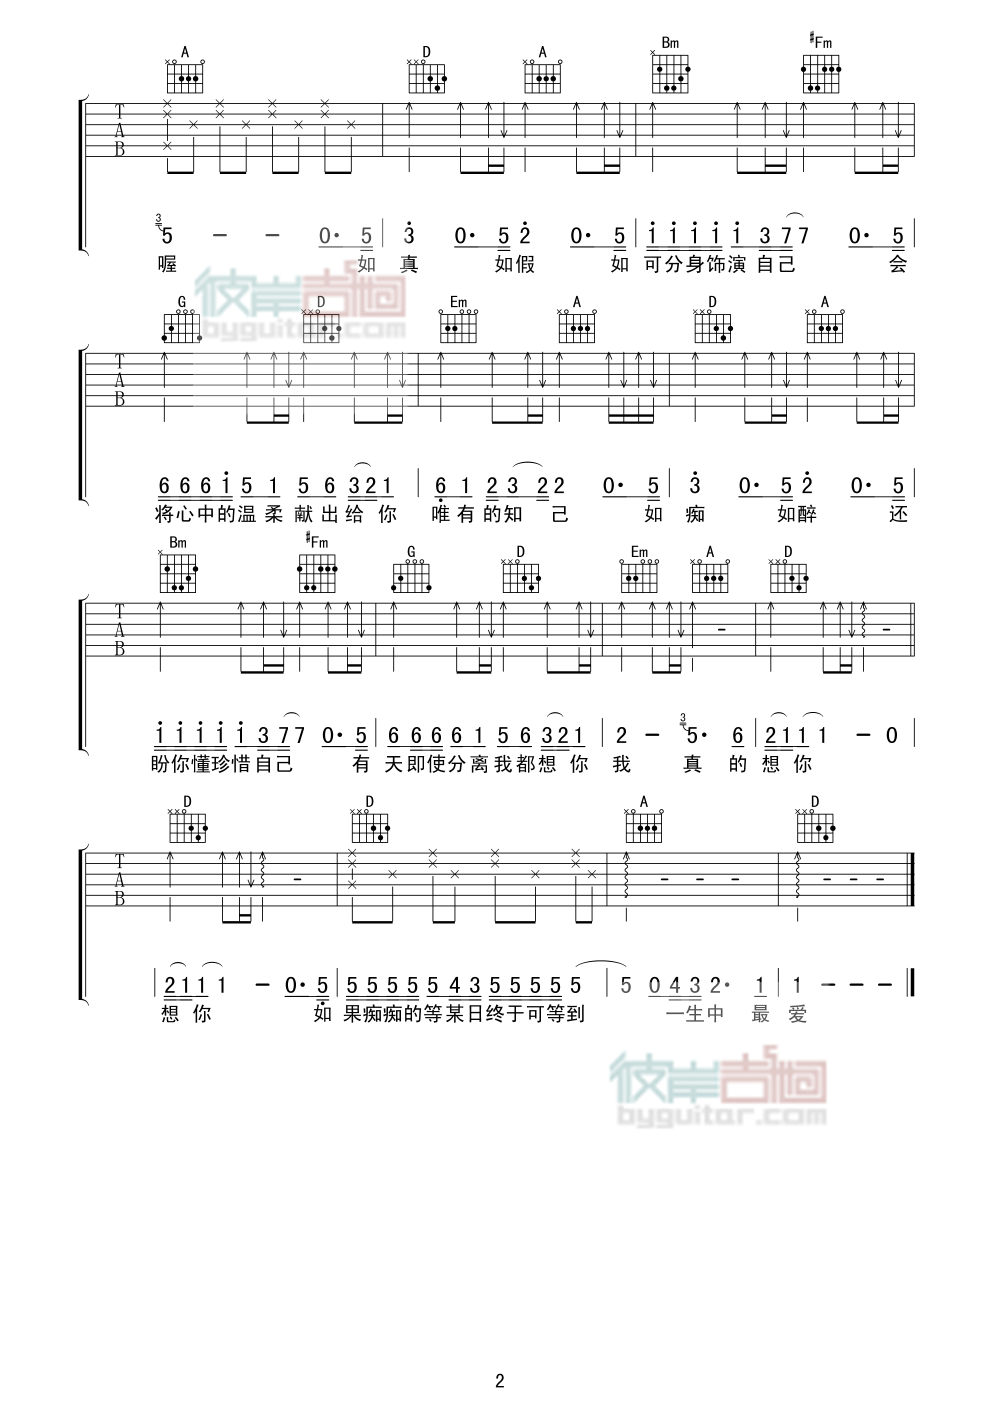 A D A Bm #Fm
T A B
3 5 - - 0· 5 3 0· 5 2 0· 5 1 1 1 1 1 3 7 7 0· 5
喔 如 真 如假 如 可分身饰演自己 会
彼岸吉他
byguitar.com
G D Em A D A
T A B
6 6 6 1 5 1 5 6 3 2 1 6 1 2 3 2 2 0· 5 3 0· 5 2 0· 5
将心中的温柔献出给你 唯有的知己 如 痴 如醉 还
Bm #Fm G D Em A D
T A B
1 1 1 1 1 3 7 7 0· 5 6 6 6 6 6 1 5 6 3 2 1 2 - 3 5· 6 2 1 1 1 - 0
盼你懂珍惜自己 有 天即使分离我都想你我 真 的想你
D D A D
T A B
2 1 1 1 - 0· 5 5 5 5 5 5 4 3 5 5 5 5 5 5 0 4 3 2· 1 1 - - -
想你 如 果痴痴的等某日终于可等到 一生中 最 爱
彼岸吉他
byguitar.com
2